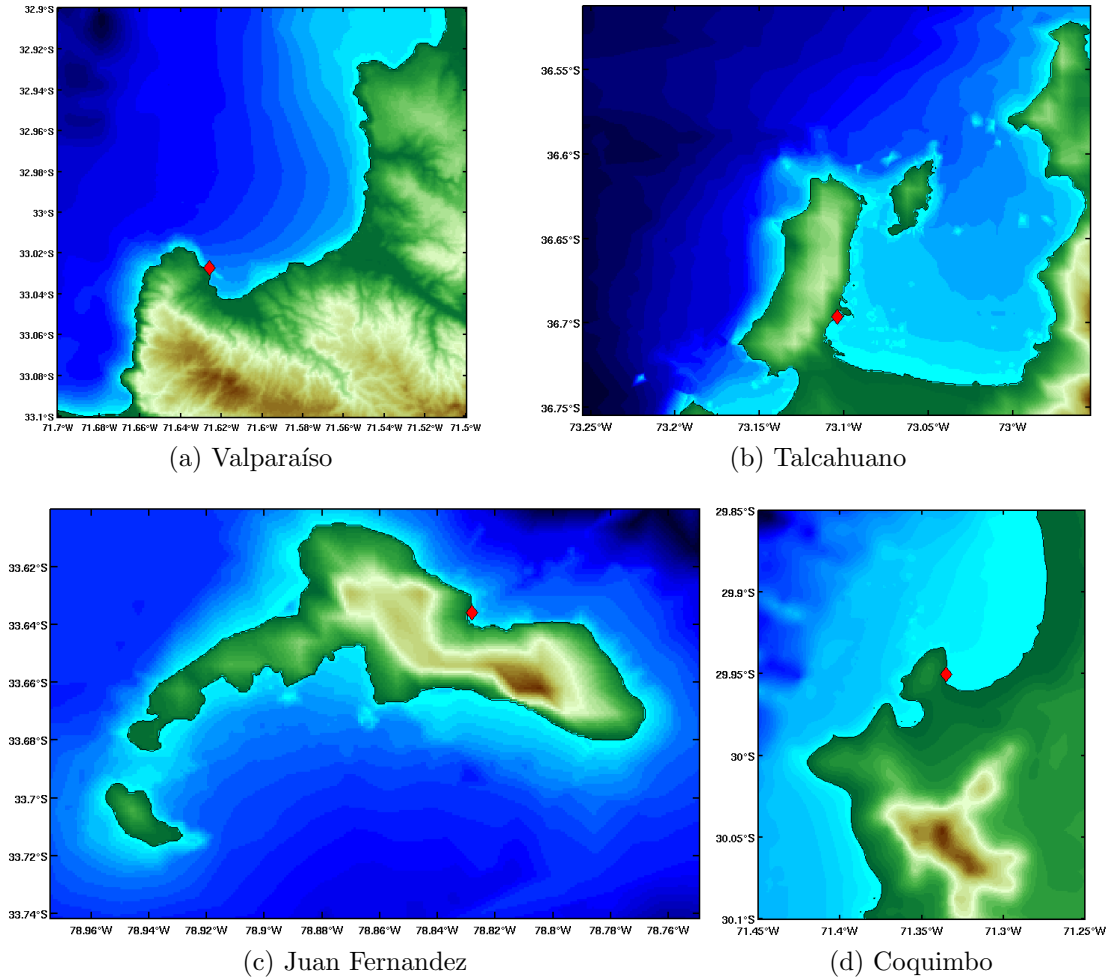 32.9°S
32.92°S
32.94°S
32.96°S
32.98°S
33°S
33.02°S
33.04°S
33.06°S
33.08°S
33.1°S
71.7°W 71.68°W 71.66°W 71.64°W 71.62°W 71.6°W 71.58°W 71.56°W 71.54°W 71.52°W 71.5°W
(a) Valparaíso
36.55°S
36.6°S
36.65°S
36.7°S
36.75°S
73.25°W 73.2°W 73.15°W 73.1°W 73.05°W 73°W
(b) Talcahuano
33.62°S
33.64°S
33.66°S
33.68°S
33.7°S
33.72°S
33.74°S
78.96°W 78.94°W 78.92°W 78.9°W 78.88°W 78.86°W 78.84°W 78.82°W 78.8°W 78.78°W 78.76°W
(c) Juan Fernandez
29.85°S
29.9°S
29.95°S
30°S
30.05°S
30.1°S
71.45°W 71.4°W 71.35°W 71.3°W 71.25°W
(d) Coquimbo